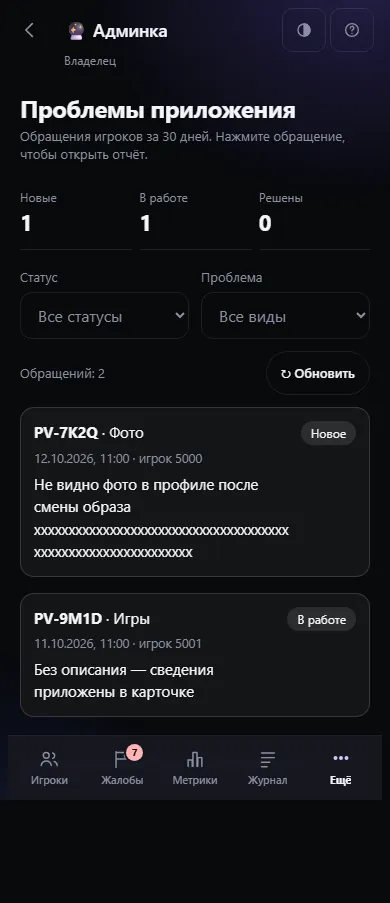 Админка
Владелец
Проблемы приложения
Обращения игроков за 30 дней. Нажмите обращение,
чтобы открыть отчёт.
Новые
1
В работе
1
Решены
0
Статус
Проблема
Все статусы
Все виды
Обращений: 2
↻ Обновить
PV-7K2Q · Фото
Новое
12.10.2026, 11:00 · игрок 5000
Не видно фото в профиле после
смены образа
xxxxxxxxxxxxxxxxxxxxxxxxxxxxxxxxxxxxx
xxxxxxxxxxxxxxxxxxxxxxx
PV-9M1D · Игры
В работе
11.10.2026, 11:00 · игрок 5001
Без описания — сведения
приложены в карточке
Игроки
Жалобы
7
Метрики
Журнал
Ещё